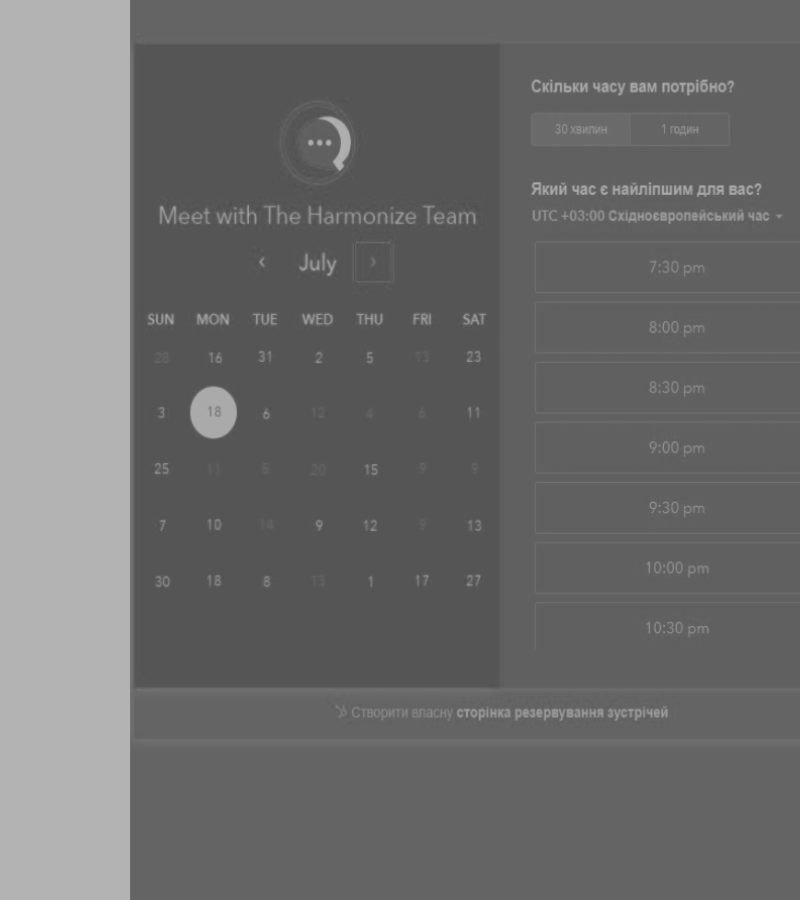 Meet with The Harmonize Team
July
SUN MON TUE WED THU FRI SAT
28 16 31 2 5 13 23
3 18 6 12 4 6 11
25 11 5 20 15 9 9
7 10 14 9 12 9 13
30 18 8 13 1 17 27
Скільки часу вам потрібно?
30 хвилин 1 годин
Який час є найліпшим для вас?
UTC +03:00 Східноєвропейський час
7:30 pm
8:00 pm
8:30 pm
9:00 pm
9:30 pm
10:00 pm
10:30 pm
Створити власну сторінка резервування зустрічей